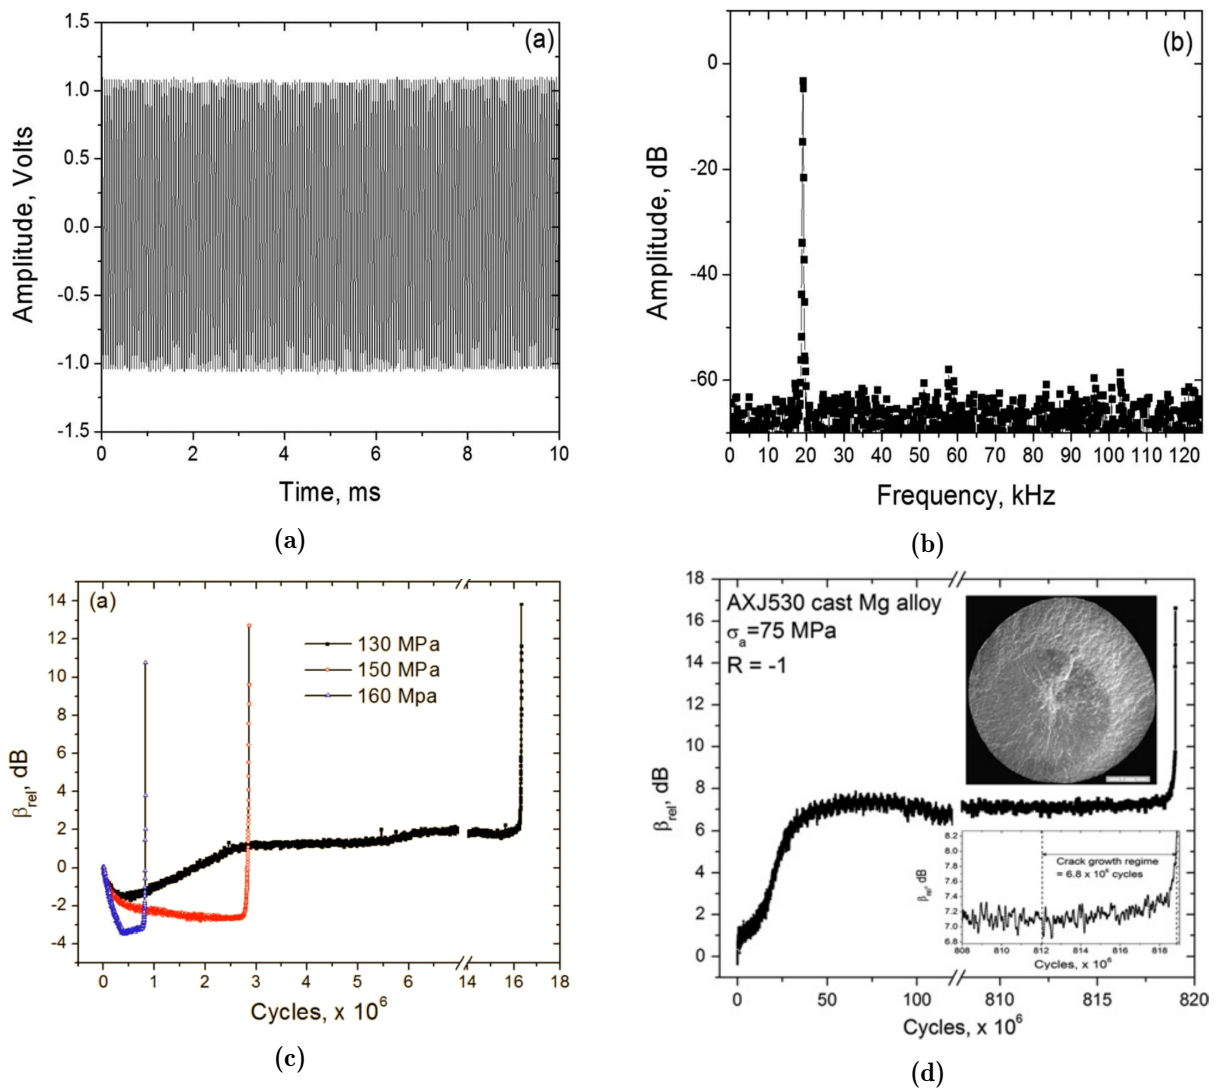 (a)
Amplitude, Volts
1.5
1.0
0.5
0.0
-0.5
-1.0
-1.5
0 2 4 6 8 10
Time, ms
(a)
(b)
Amplitude, dB
0
-20
-40
-60
0 10 20 30 40 50 60 70 80 90 100 110 120
Frequency, kHz
(b)
(a)
β_rel, dB
14
12
10
8
6
4
2
0
-2
-4
130 MPa
150 MPa
160 Mpa
0 1 2 3 4 5 6 7 14 16 18
Cycles, x 10^6
(c)
AXJ530 cast Mg alloy
σ_a=75 MPa
R = -1
β_rel, dB
18
16
14
12
10
8
6
4
2
0
0 50 100 810 815 820
Cycles, x 10^6
β_rel, dB
8.2
8.0
7.8
7.6
7.4
7.2
7.0
6.8
Crack growth regime
= 6.8 x 10^6 cycles
808 810 812 814 816 818
Cycles, x 10^6
(d)